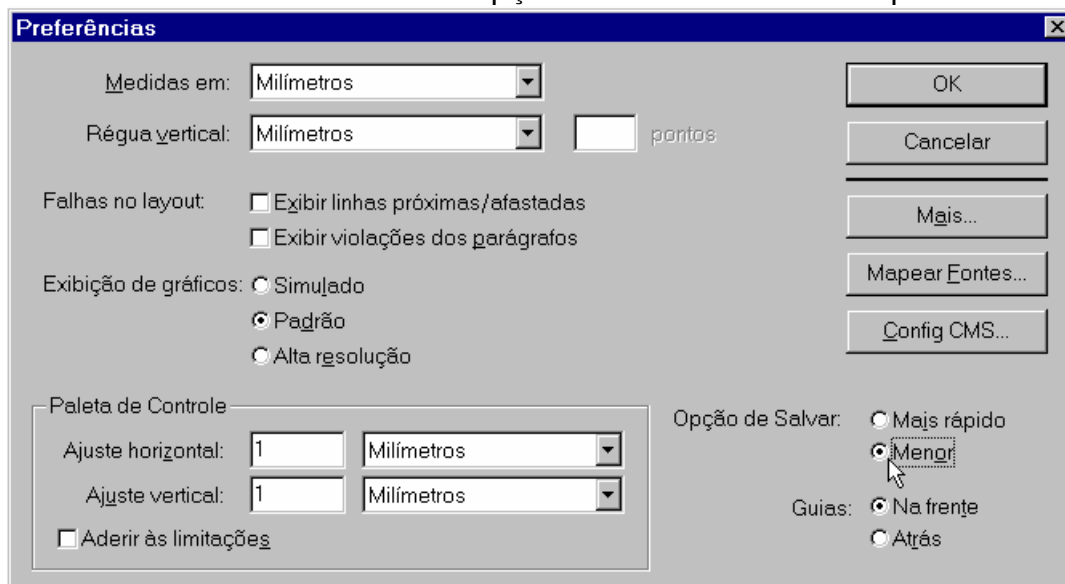 Preferências
Medidas em: Milímetros
OK
Régua vertical: Milímetros pontos
Cancelar
Falhas no layout: Exibir linhas próximas/afastadas
Mais...
Exibir violações dos parágrafos
Mapear Fontes...
Exibição de gráficos: Simulado
Padrão
Config CMS...
Alta resolução
Paleta de Controle
Opção de Salvar: Mais rápido
Ajuste horizontal: 1 Milímetros
Menor
Ajuste vertical: 1 Milímetros
Guias: Na frente
Aderir às limitações
Atrás